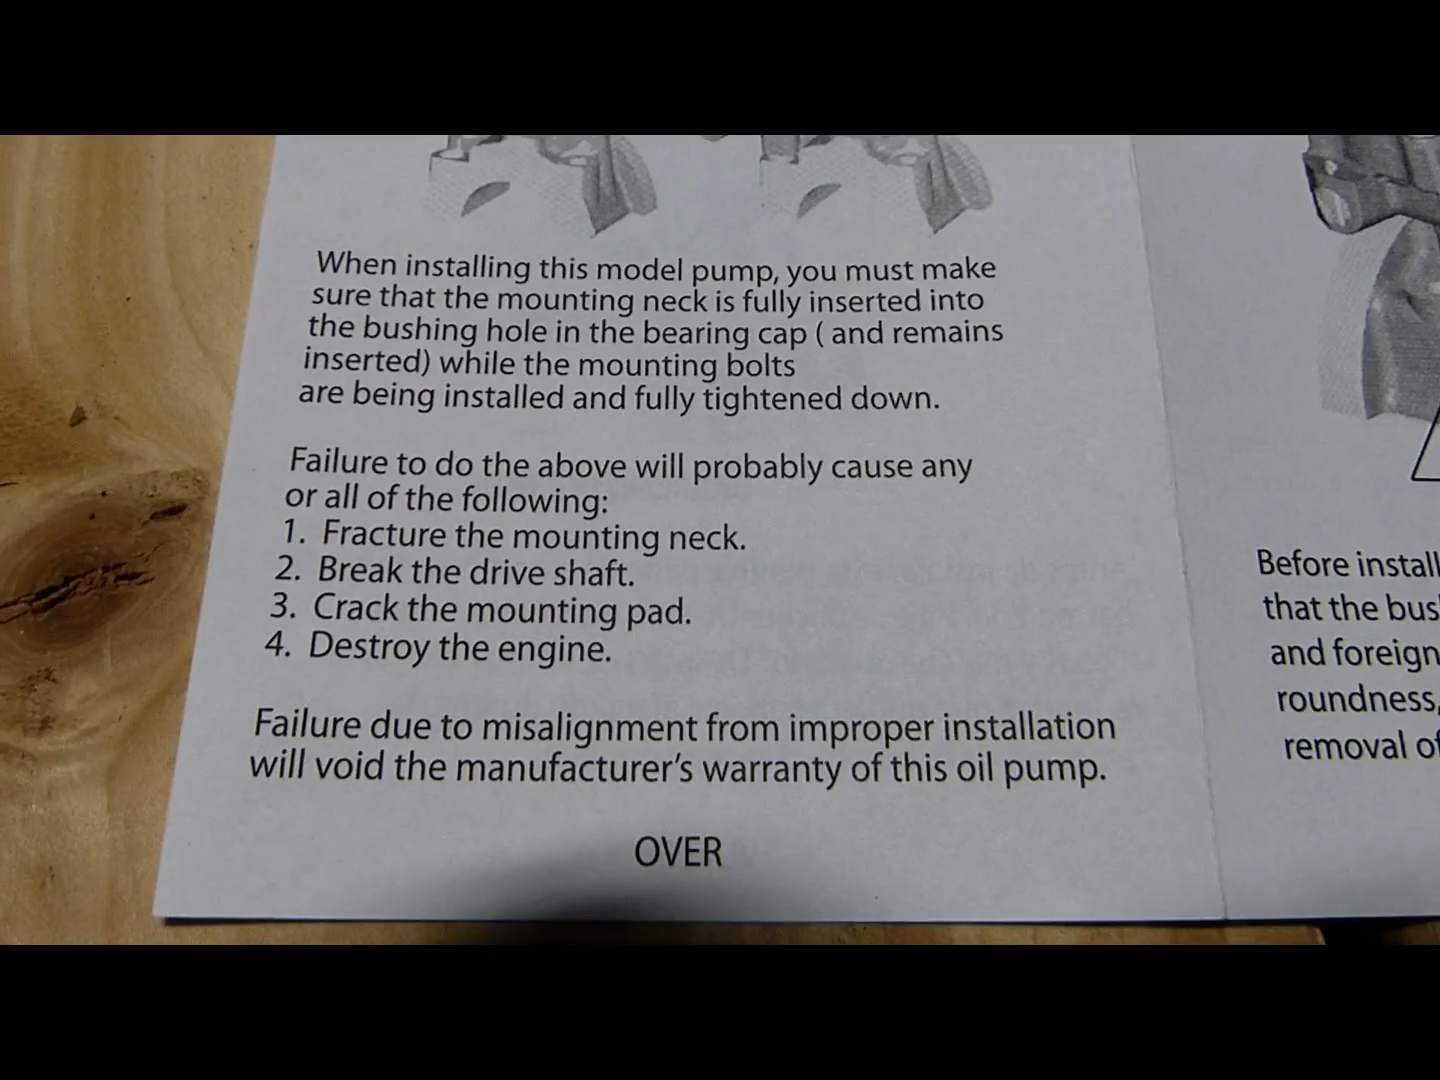 When installing this model pump, you must make
sure that the mounting neck is fully inserted into
the bushing hole in the bearing cap ( and remains
inserted) while the mounting bolts
are being installed and fully tightened down.
Failure to do the above will probably cause any
or all of the following:
1. Fracture the mounting neck.
2. Break the drive shaft.
3. Crack the mounting pad.
4. Destroy the engine.
Failure due to misalignment from improper installation
will void the manufacturer's warranty of this oil pump.
OVER
Before install
that the bus
and foreign
roundness,
removal of